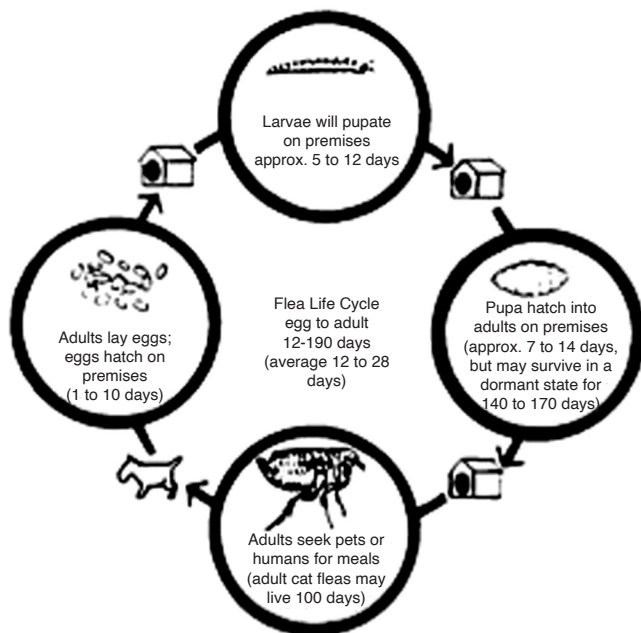 Larvae will pupate
on premises
approx. 5 to 12 days
Adults lay eggs;
eggs hatch on
premises
(1 to 10 days)
Flea Life Cycle
egg to adult
12-190 days
(average 12 to 28
days)
Pupa hatch into
adults on premises
(approx. 7 to 14 days,
but may survive in a
dormant state for
140 to 170 days)
Adults seek pets or
humans for meals
(adult cat fleas may
live 100 days)